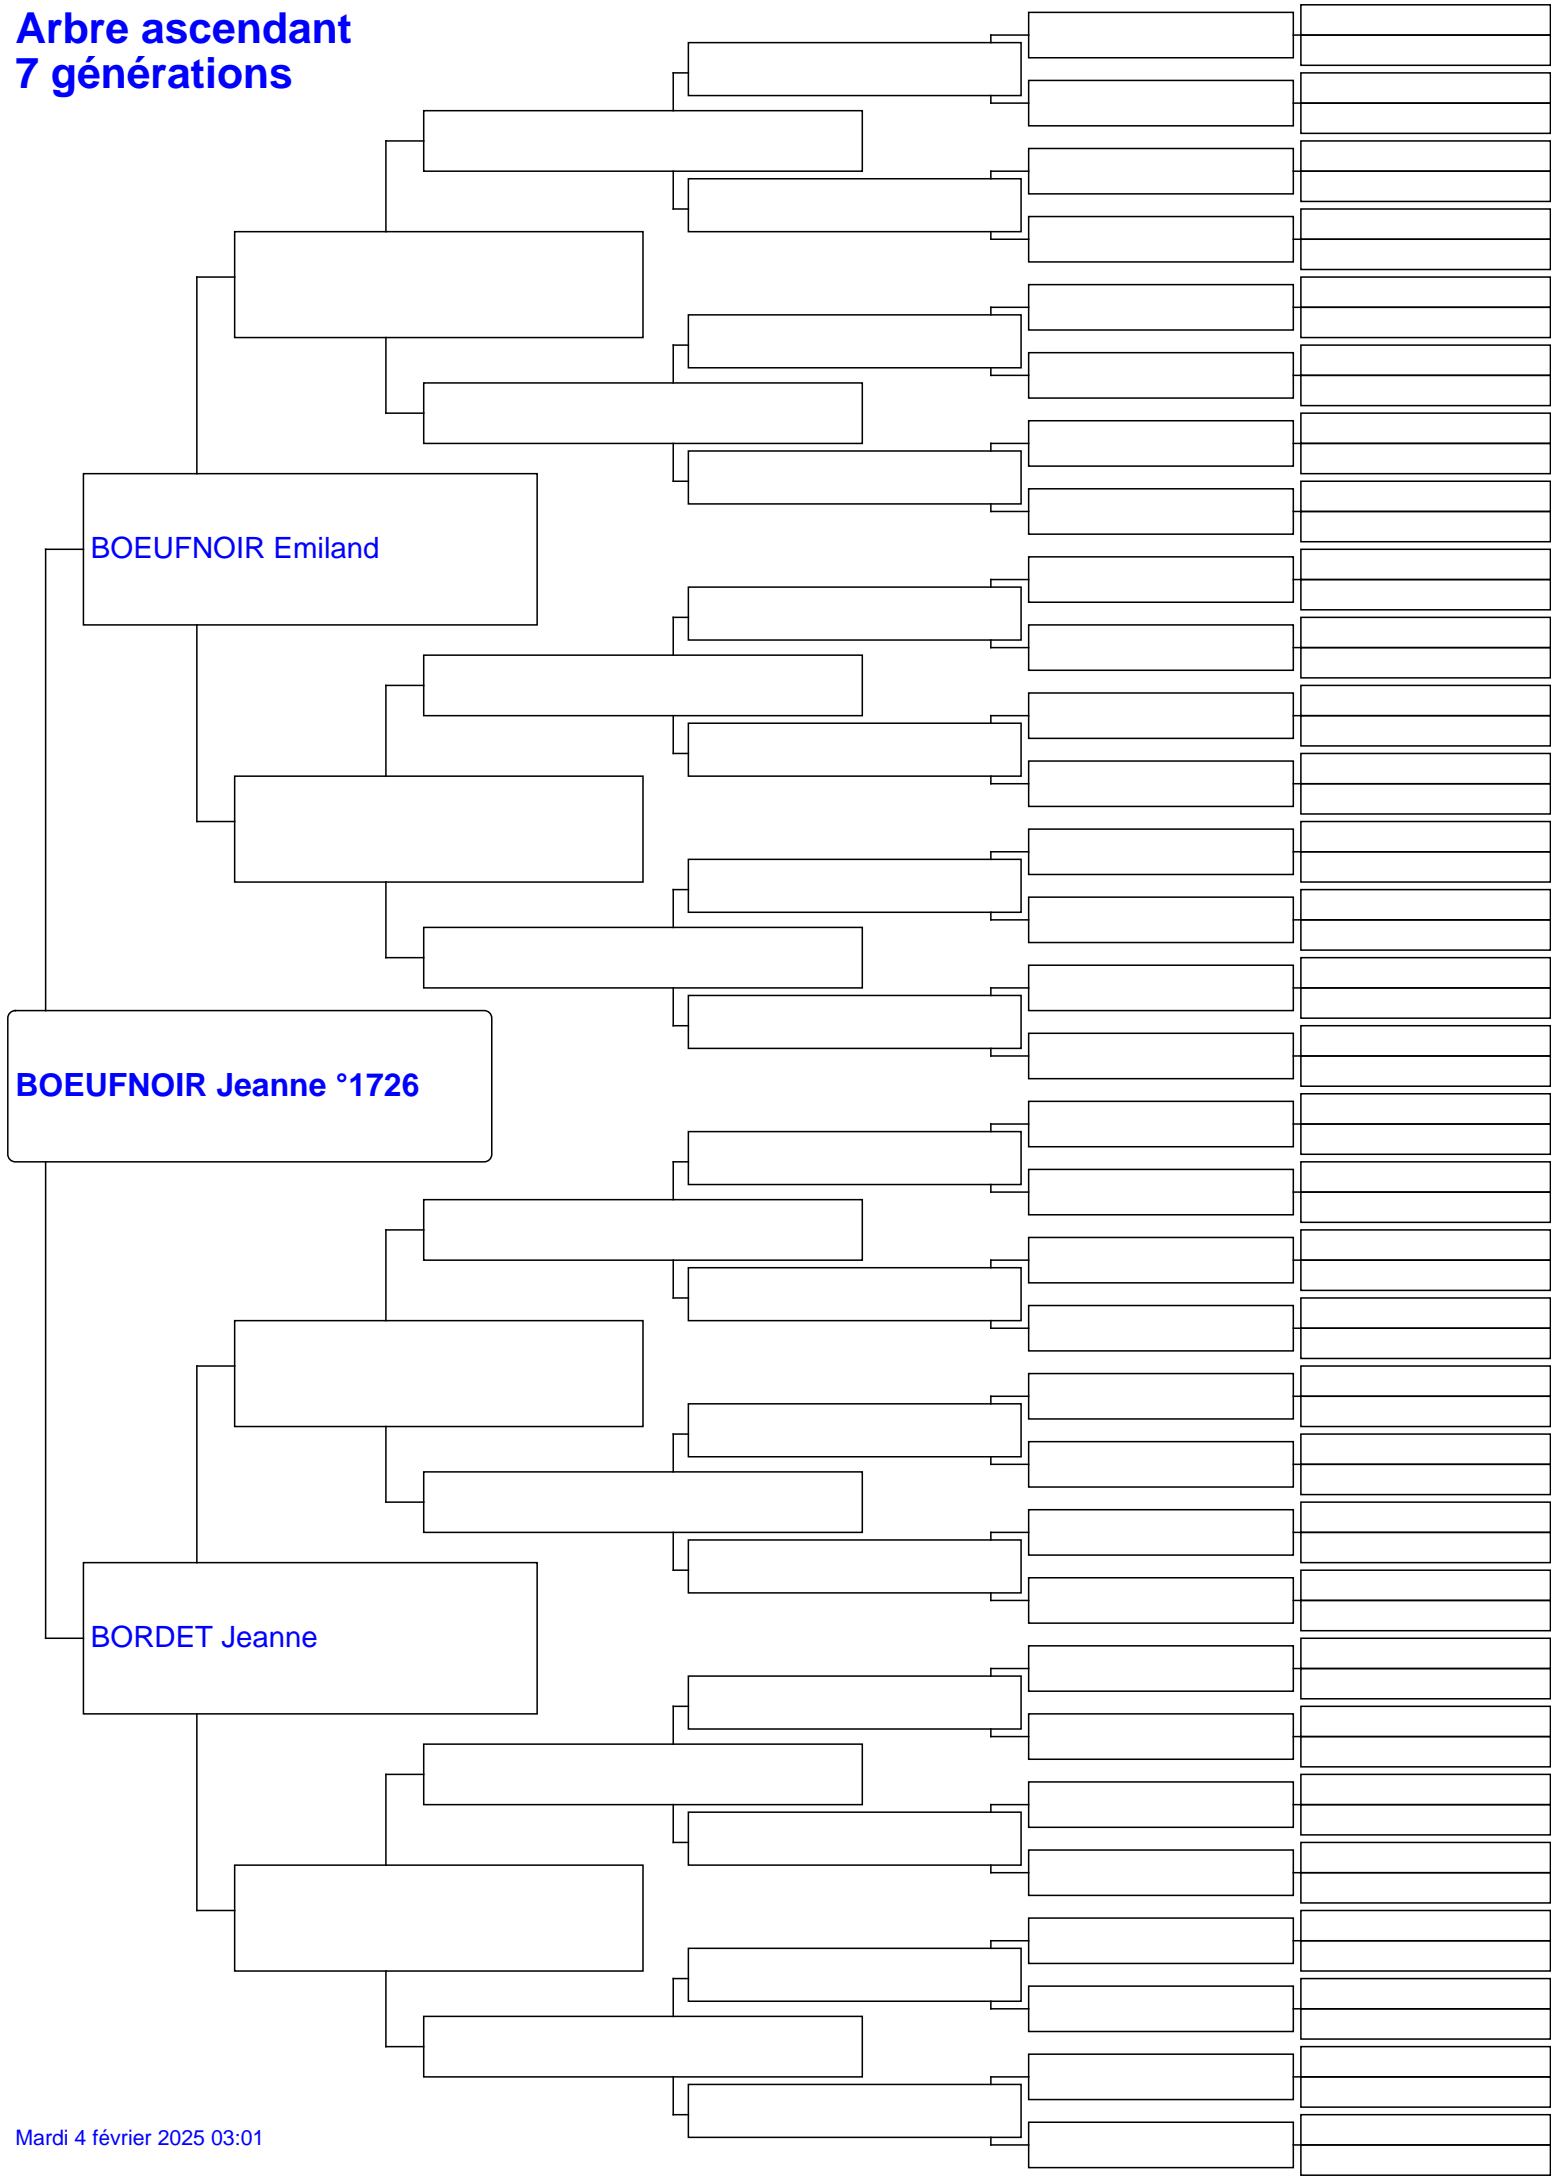 Arbre ascendant
7 générations
BOEUFNOIR Emiland
BOEUFNOIR Jeanne °1726
BORDET Jeanne
Mardi 4 février 2025 03:01